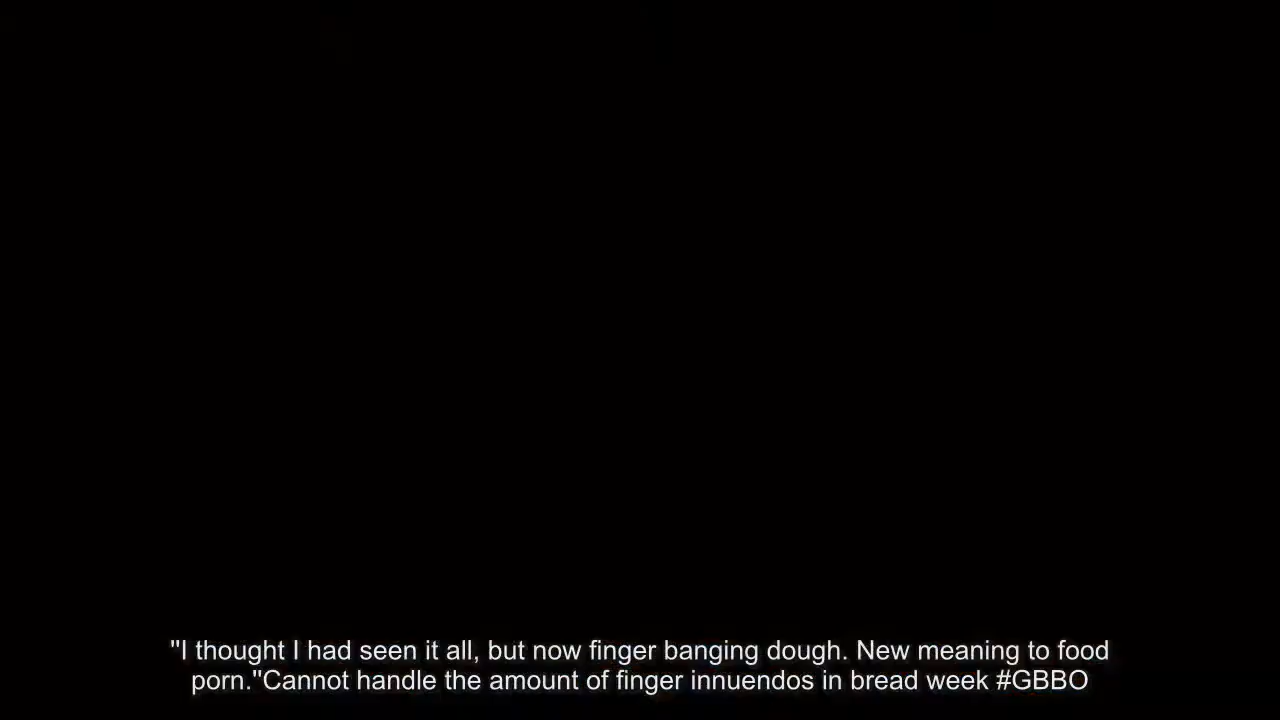 "I thought I had seen it all, but now finger banging dough. New meaning to food
porn."Cannot handle the amount of finger innuendos in bread week #GBBO